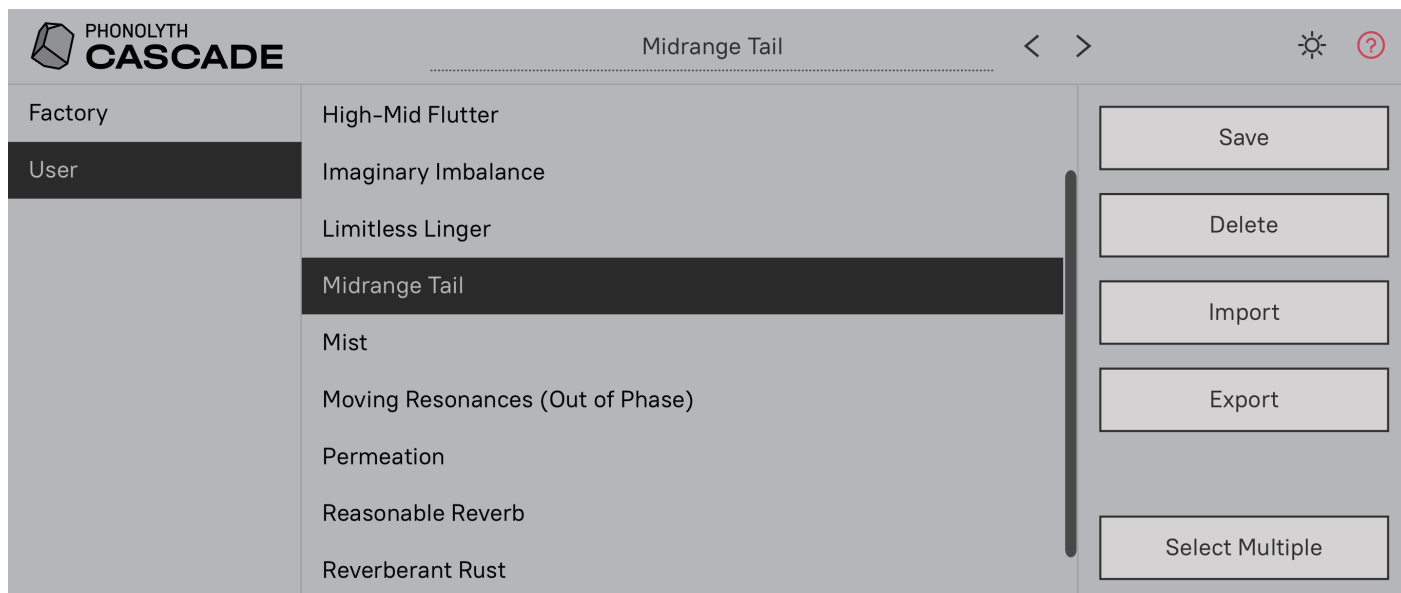 PHONOLYTH
CASCADE
Midrange Tail
?
Factory
User
High-Mid Flutter
Imaginary Imbalance
Limitless Linger
Midrange Tail
Mist
Moving Resonances (Out of Phase)
Permeation
Reasonable Reverb
Reverberant Rust
Save
Delete
Import
Export
Select Multiple